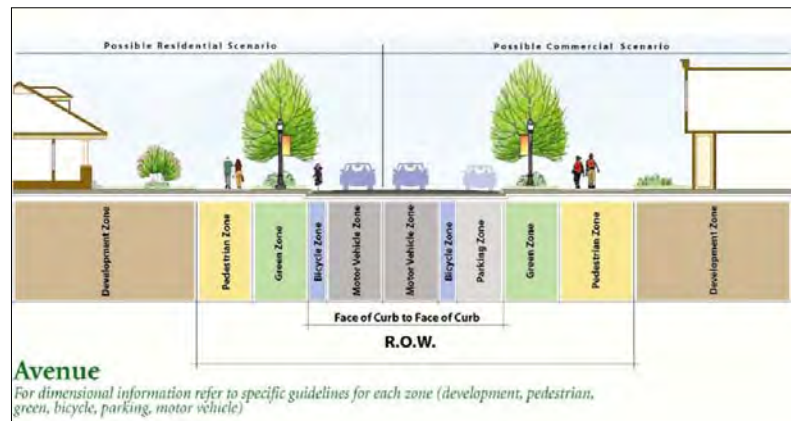 Possible Residential Scenario
Possible Commercial Scenario
Development Zone
Pedestrian Zone
Green Zone
Bicycle Zone
Motor Vehicle Zone
Motor Vehicle Zone
Bicycle Zone
Parking Zone
Green Zone
Pedestrian Zone
Development Zone
Face of Curb to Face of Curb
R.O.W.
Avenue
For dimensional information refer to specific guidelines for each zone (development, pedestrian,
green, bicycle, parking, motor vehicle)